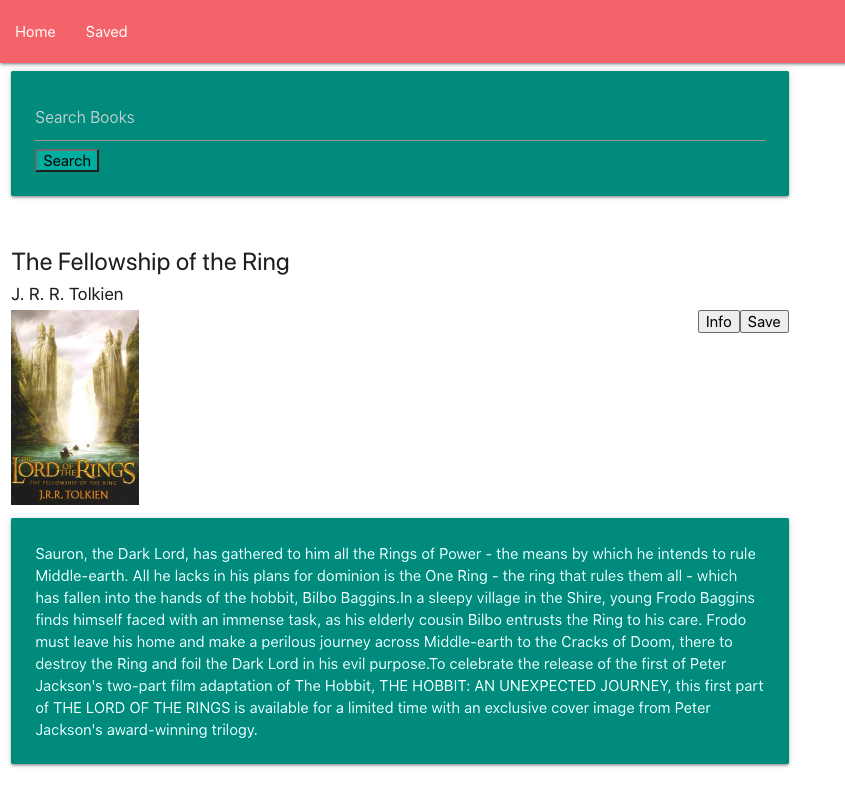 Home Saved
Search Books
Search
The Fellowship of the Ring
J. R. R. Tolkien
Info Save
THE
LORD OF THE RINGS
THE FELLOWSHIP OF THE RING
J.R.R. TOLKIEN
Sauron, the Dark Lord, has gathered to him all the Rings of Power - the means by which he intends to rule
Middle-earth. All he lacks in his plans for dominion is the One Ring - the ring that rules them all - which
has fallen into the hands of the hobbit, Bilbo Baggins.In a sleepy village in the Shire, young Frodo Baggins
finds himself faced with an immense task, as his elderly cousin Bilbo entrusts the Ring to his care. Frodo
must leave his home and make a perilous journey across Middle-earth to the Cracks of Doom, there to
destroy the Ring and foil the Dark Lord in his evil purpose.To celebrate the release of the first of Peter
Jackson's two-part film adaptation of The Hobbit, THE HOBBIT: AN UNEXPECTED JOURNEY, this first part
of THE LORD OF THE RINGS is available for a limited time with an exclusive cover image from Peter
Jackson's award-winning trilogy.